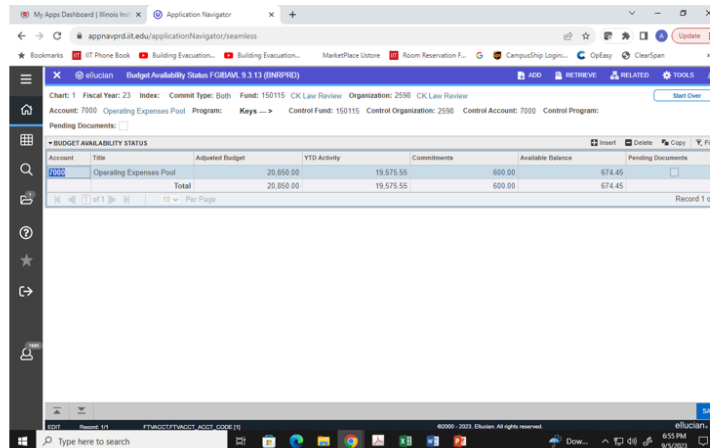 My Apps Dashboard | Illinois Inst
Application Navigator
appnavprd.iit.edu/applicationNavigator/seamless
Update
Bookmarks IIT Phone Book Building Evacuation... Building Evacuation... MarketPlace Ustore Room Reservation F... CampusShip Login... OpEasy ClearSpan
ellucian Budget Availability Status FGIBAVL 9.3.13 (BNRPRD) ADD RETRIEVE RELATED TOOLS
Chart: 1 Fiscal Year: 23 Index: Commit Type: Both Fund: 150115 CK Law Review Organization: 2598 CK Law Review Start Over
Account: 7000 Operating Expenses Pool Program: Keys ---> Control Fund: 150115 Control Organization: 2598 Control Account: 7000 Control Program:
Pending Documents:
BUDGET AVAILABILITY STATUS Insert Delete Copy Fi
Account Title Adjusted Budget YTD Activity Commitments Available Balance Pending Documents
7000 Operating Expenses Pool 20,850.00 19,575.55 600.00 674.45
Total 20,850.00 19,575.55 600.00 674.45
1 of 1 10 Per Page Record 1 o
SA
EDIT Record: 1/1 FTVACCT.FTVACCT_ACCT_CODE [1] ©2000 - 2023. Ellucian. All rights reserved. ellucian.
Type here to search Dow... 6:55 PM
9/5/2023